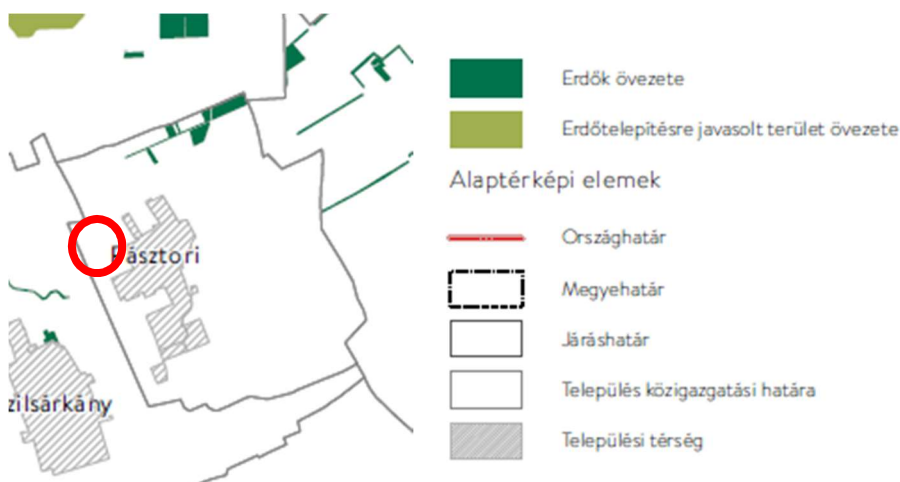 Erdők övezete
Erdőtelepítésre javasolt terület övezete
Alaptérképi elemek
Országhatár
Megyehatár
Járáshatár
Település közigazgatási határa
Települési térség
Pásztori
zilsárkány